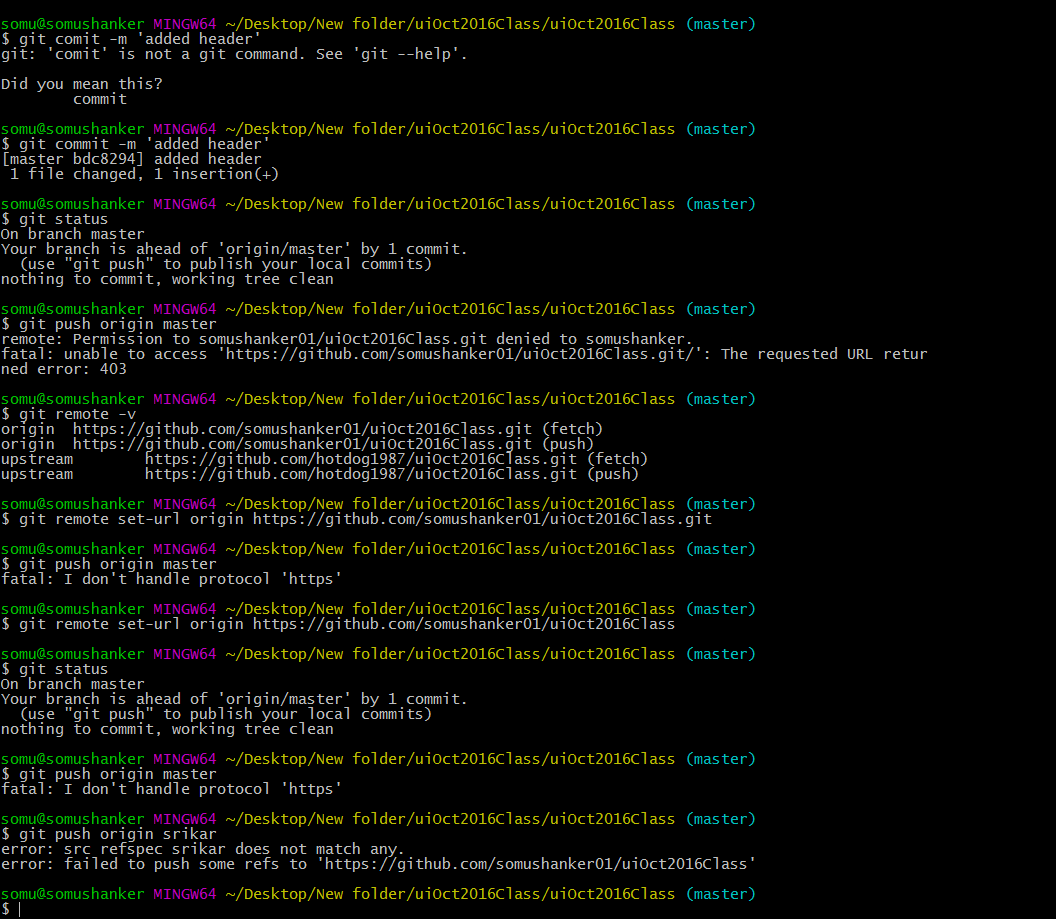 somu@somushanker MINGW64 ~/Desktop/New folder/uiOct2016Class/uiOct2016Class (master)
$ git comit -m 'added header'
git: 'comit' is not a git command. See 'git --help'.
Did you mean this?
        commit
somu@somushanker MINGW64 ~/Desktop/New folder/uiOct2016Class/uiOct2016Class (master)
$ git commit -m 'added header'
[master bdc8294] added header
 1 file changed, 1 insertion(+)
somu@somushanker MINGW64 ~/Desktop/New folder/uiOct2016Class/uiOct2016Class (master)
$ git status
On branch master
Your branch is ahead of 'origin/master' by 1 commit.
  (use "git push" to publish your local commits)
nothing to commit, working tree clean
somu@somushanker MINGW64 ~/Desktop/New folder/uiOct2016Class/uiOct2016Class (master)
$ git push origin master
remote: Permission to somushanker01/uiOct2016Class.git denied to somushanker.
fatal: unable to access 'https://github.com/somushanker01/uiOct2016Class.git/': The requested URL retur
ned error: 403
somu@somushanker MINGW64 ~/Desktop/New folder/uiOct2016Class/uiOct2016Class (master)
$ git remote -v
origin  https://github.com/somushanker01/uiOct2016Class.git (fetch)
origin  https://github.com/somushanker01/uiOct2016Class.git (push)
upstream        https://github.com/hotdog1987/uiOct2016Class.git (fetch)
upstream        https://github.com/hotdog1987/uiOct2016Class.git (push)
somu@somushanker MINGW64 ~/Desktop/New folder/uiOct2016Class/uiOct2016Class (master)
$ git remote set-url origin https://github.com/somushanker01/uiOct2016Class.git
somu@somushanker MINGW64 ~/Desktop/New folder/uiOct2016Class/uiOct2016Class (master)
$ git push origin master
fatal: I don't handle protocol 'https'
somu@somushanker MINGW64 ~/Desktop/New folder/uiOct2016Class/uiOct2016Class (master)
$ git remote set-url origin https://github.com/somushanker01/uiOct2016Class
somu@somushanker MINGW64 ~/Desktop/New folder/uiOct2016Class/uiOct2016Class (master)
$ git status
On branch master
Your branch is ahead of 'origin/master' by 1 commit.
  (use "git push" to publish your local commits)
nothing to commit, working tree clean
somu@somushanker MINGW64 ~/Desktop/New folder/uiOct2016Class/uiOct2016Class (master)
$ git push origin master
fatal: I don't handle protocol 'https'
somu@somushanker MINGW64 ~/Desktop/New folder/uiOct2016Class/uiOct2016Class (master)
$ git push origin srikar
error: src refspec srikar does not match any.
error: failed to push some refs to 'https://github.com/somushanker01/uiOct2016Class'
somu@somushanker MINGW64 ~/Desktop/New folder/uiOct2016Class/uiOct2016Class (master)
$